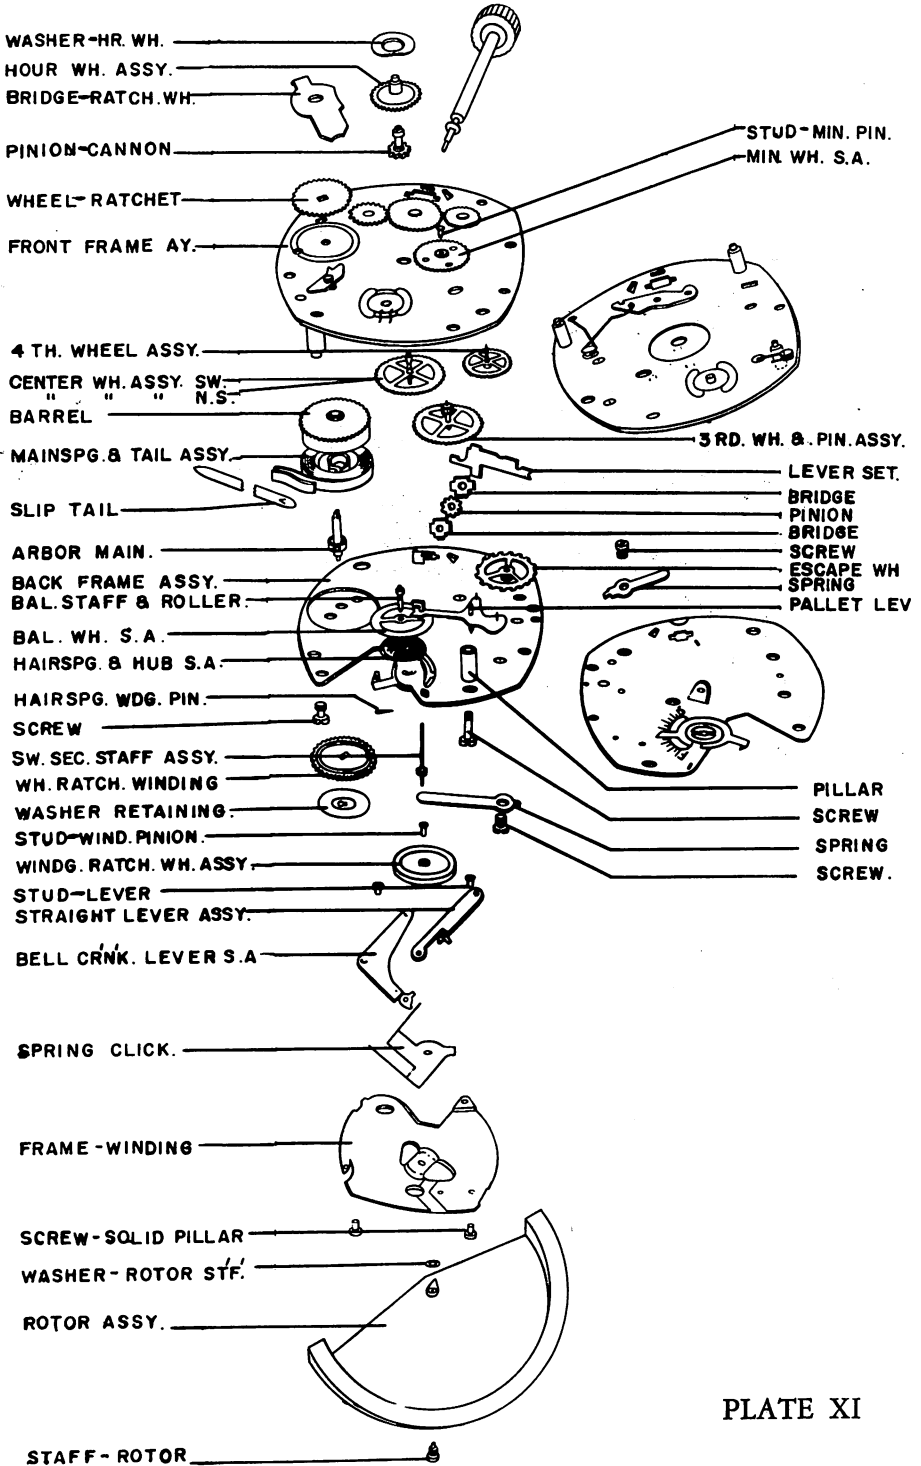 WASHER-HR. WH.
HOUR WH. ASSY.
BRIDGE-RATCH. WH.
PINION-CANNON
WHEEL-RATCHET
FRONT FRAME AY.
4 TH. WHEEL ASSY.
CENTER WH. ASSY. SW.
" " " N.S.
BARREL
MAINSPG. & TAIL ASSY.
SLIP TAIL
ARBOR MAIN.
BACK FRAME ASSY.
BAL. STAFF & ROLLER.
BAL. WH. S.A.
HAIRSPG. & HUB S.A.
HAIRSPG. WDG. PIN.
SCREW
SW. SEC. STAFF ASSY.
WH. RATCH. WINDING
WASHER RETAINING
STUD-WIND. PINION.
WINDG. RATCH. WH. ASSY.
STUD-LEVER
STRAIGHT LEVER ASSY.
BELL CR'N'K. LEVER S.A
SPRING CLICK.
FRAME-WINDING
SCREW-SOLID PILLAR
WASHER-ROTOR ST'F'.
ROTOR ASSY.
STAFF-ROTOR
STUD-MIN. PIN.
MIN. WH. S.A.
3RD. WH. & PIN. ASSY.
LEVER SET.
BRIDGE
PINION
BRIDGE
SCREW
ESCAPE WH
SPRING
PALLET LEV
F
PILLAR
SCREW
SPRING
SCREW.
PLATE XI